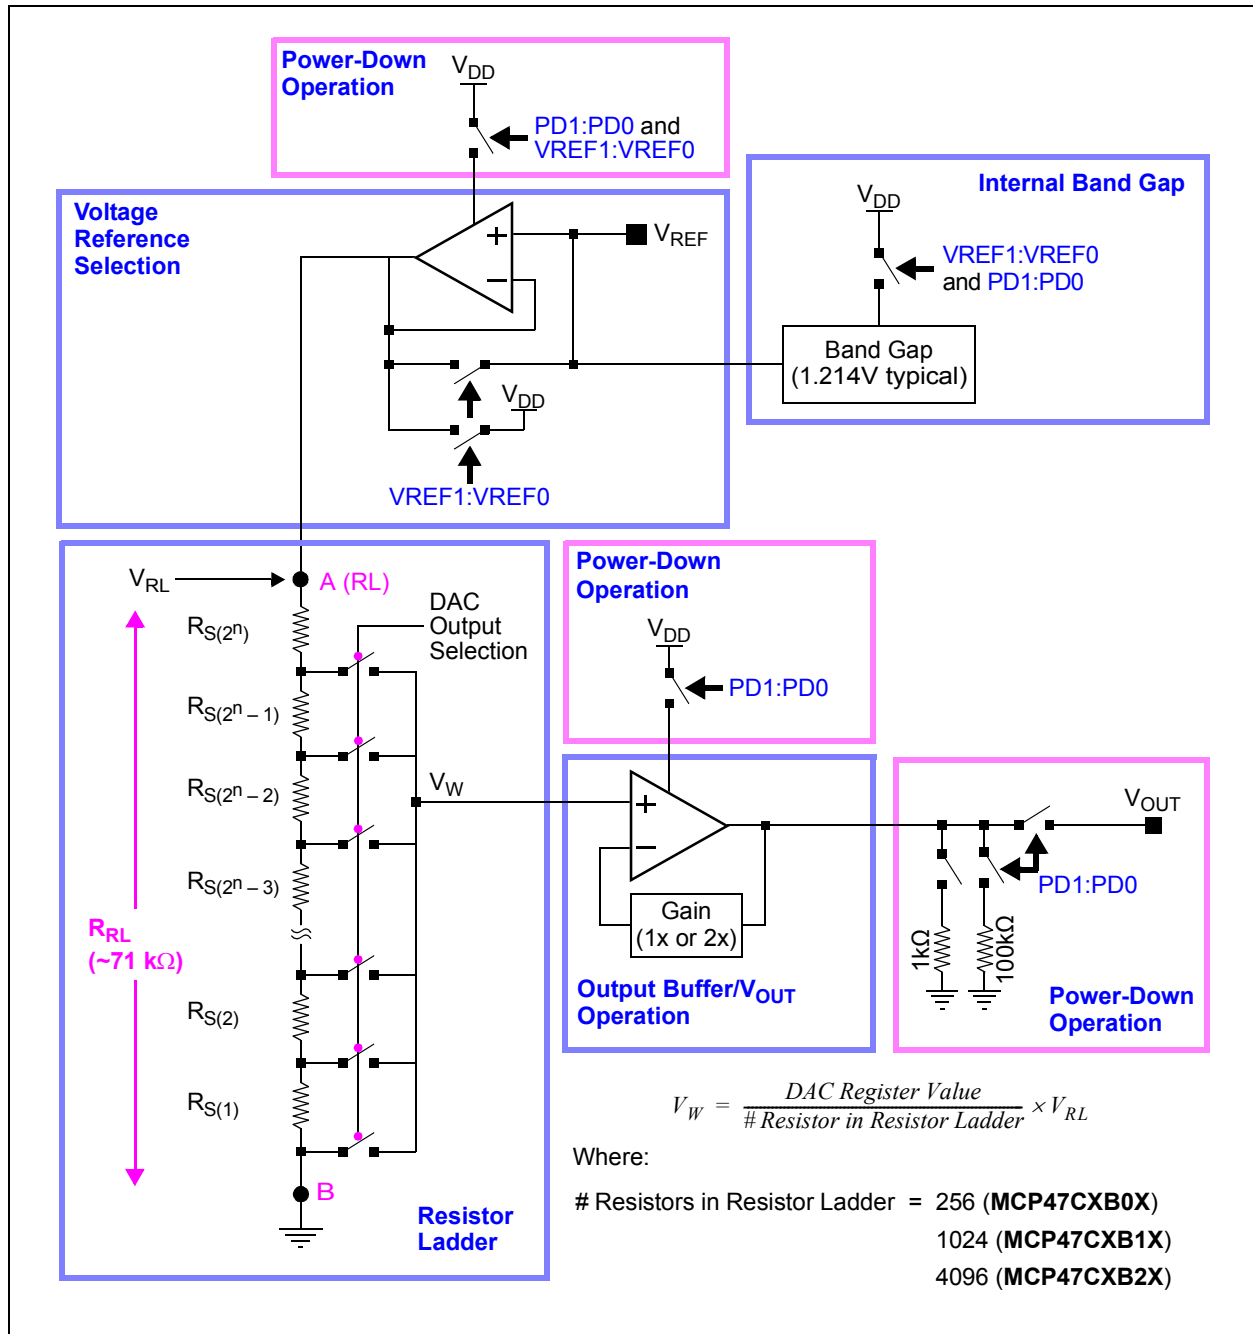 Power-Down
Operation
VDD
PD1:PD0 and
VREF1:VREF0
Internal Band Gap
VDD
VREF1:VREF0
and PD1:PD0
Band Gap
(1.214V typical)
Voltage
Reference
Selection
+
−
VREF
VDD
VREF1:VREF0
VRL
A (RL)
DAC
Output
Selection
RS(2ⁿ)
RS(2ⁿ – 1)
RS(2ⁿ – 2)
RS(2ⁿ – 3)
RRL
(~71 kΩ)
RS(2)
RS(1)
VW
B
Resistor
Ladder
Power-Down
Operation
VDD
PD1:PD0
+
−
Gain
(1x or 2x)
Output Buffer/VOUT
Operation
VOUT
PD1:PD0
1kΩ
100kΩ
Power-Down
Operation
VW = DAC Register Value / # Resistor in Resistor Ladder × VRL
Where:
# Resistors in Resistor Ladder = 256 (MCP47CXB0X)
1024 (MCP47CXB1X)
4096 (MCP47CXB2X)